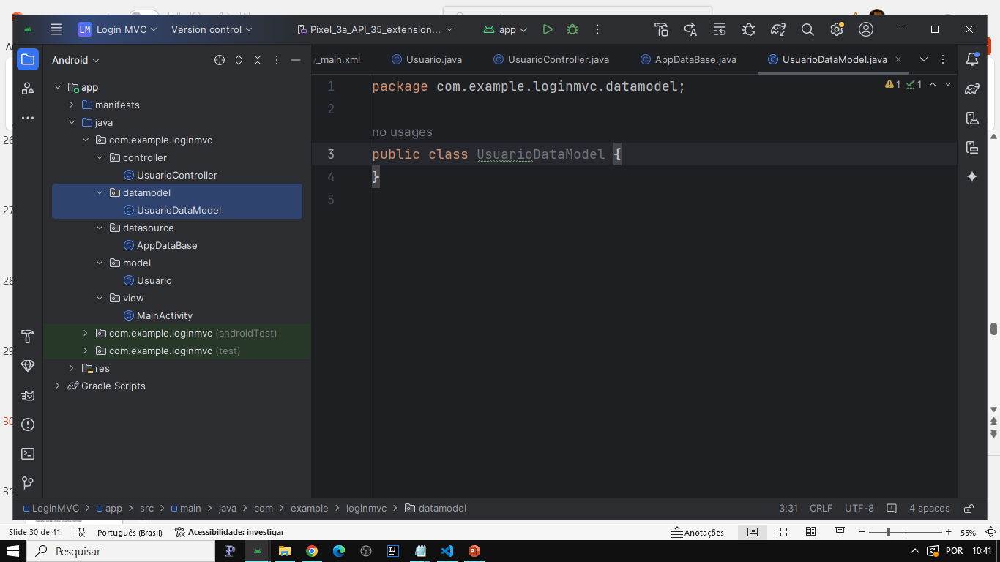 LM Login MVC
Version control
Pixel_3a_API_35_extension...
app
Android
y_main.xml
Usuario.java
UsuarioController.java
AppDataBase.java
UsuarioDataModel.java
app
manifests
java
com.example.loginmvc
controller
UsuarioController
datamodel
UsuarioDataModel
datasource
AppDataBase
model
Usuario
view
MainActivity
com.example.loginmvc (androidTest)
com.example.loginmvc (test)
res
Gradle Scripts
1 package com.example.loginmvc.datamodel;
2
no usages
3 public class UsuarioDataModel {
4 }
5
1 1
26
27
28
29
30
31
LoginMVC > app > src > main > java > com > example > loginmvc > datamodel
3:31 CRLF UTF-8 4 spaces
Slide 30 de 41
Português (Brasil)
Acessibilidade: investigar
Anotações
55%
Pesquisar
POR
10:41